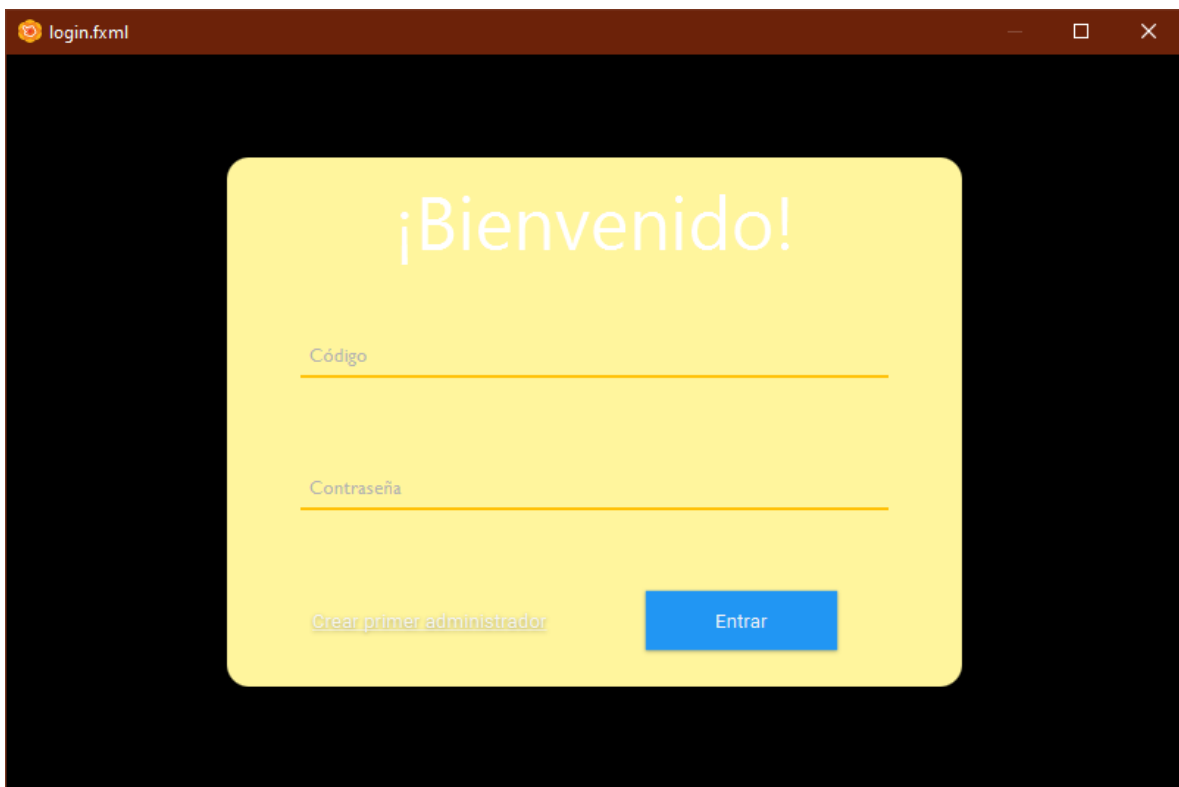 login.fxml
¡Bienvenido!
Código
Contraseña
Crear primer administrador
Entrar